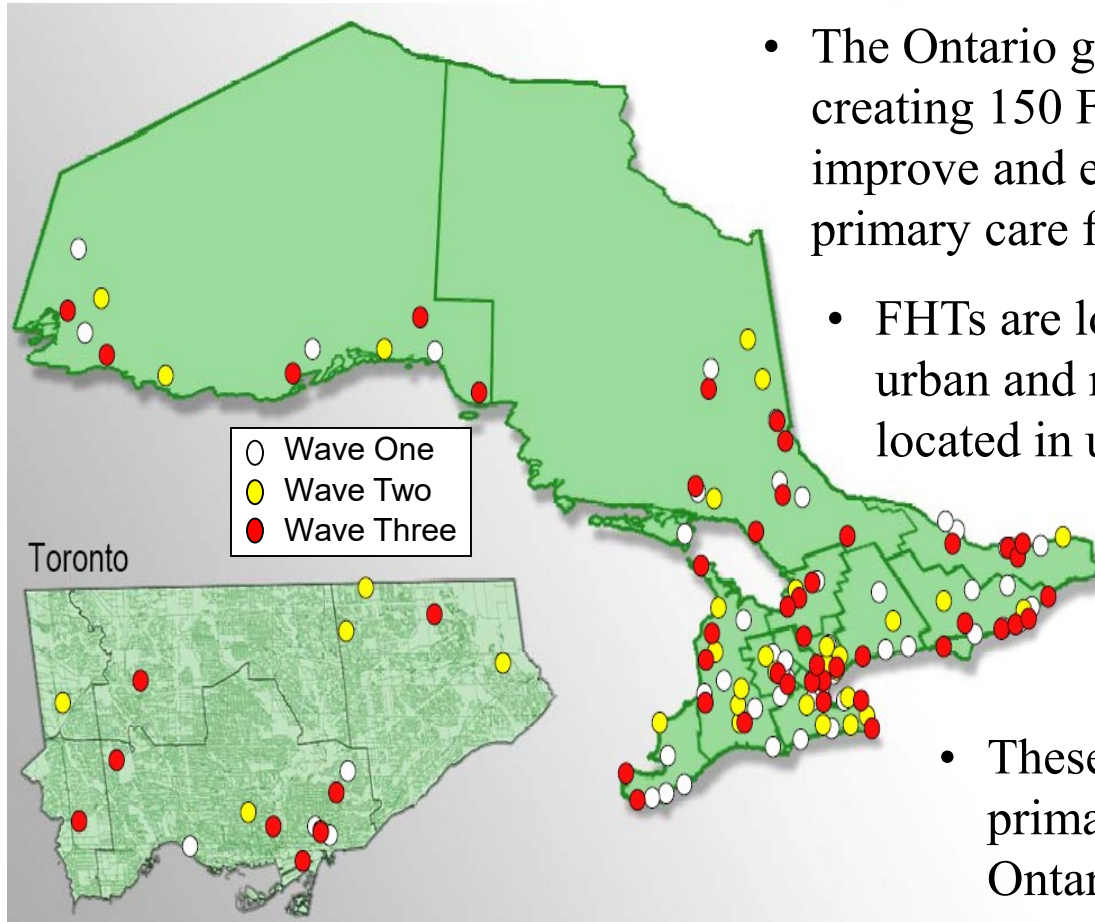 • The Ontario g
creating 150 F
improve and e
primary care f
• FHTs are lo
urban and r
located in u
Wave One
Wave Two
Wave Three
Toronto
• These
prima
Ontar